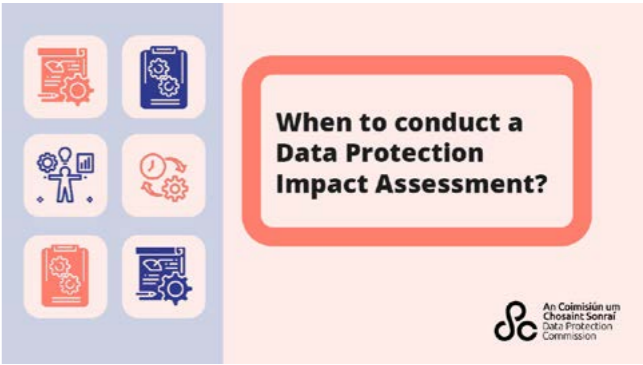 When to conduct a
Data Protection
Impact Assessment?
An Coimisiún um
Chosaint Sonraí
Data Protection
Commission